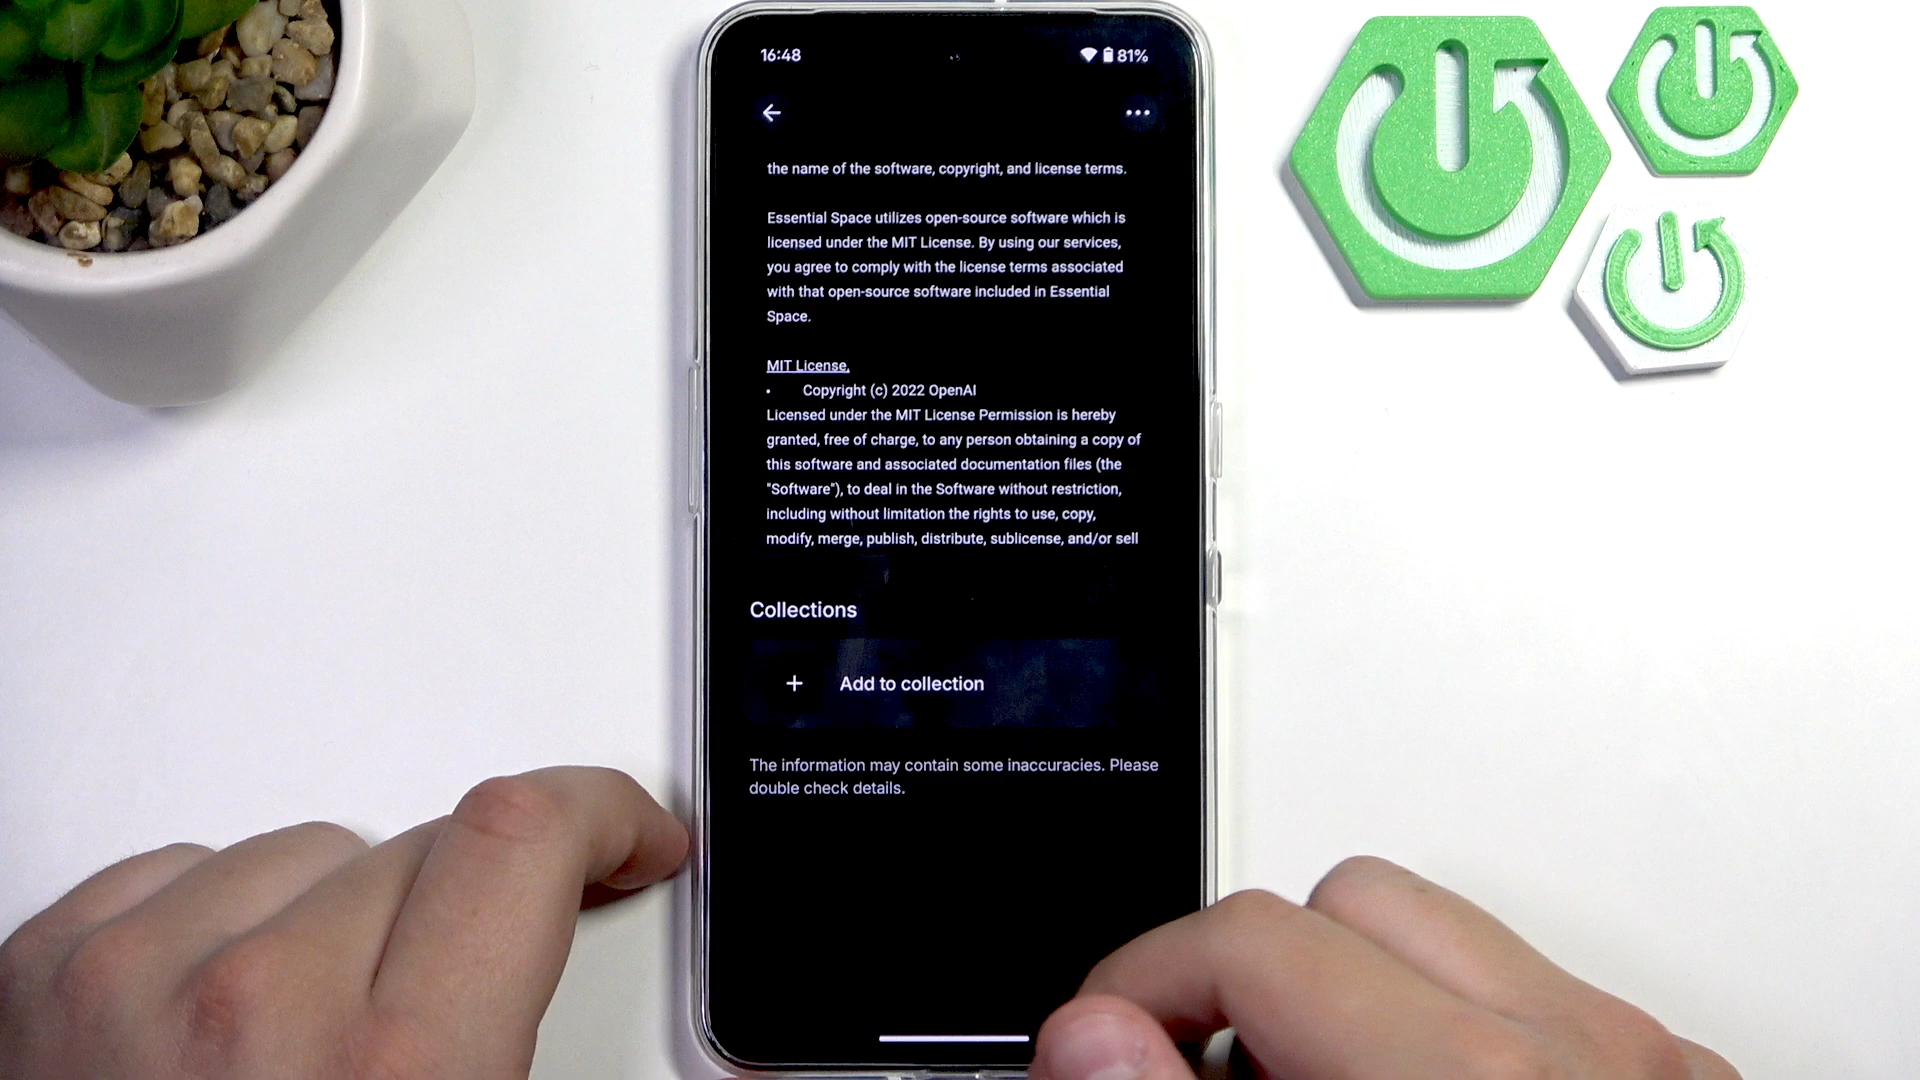 16:48
81%
the name of the software, copyright, and license terms.
Essential Space utilizes open-source software which is
licensed under the MIT License. By using our services,
you agree to comply with the license terms associated
with that open-source software included in Essential
Space.
MIT License,
• Copyright (c) 2022 OpenAI
Licensed under the MIT License Permission is hereby
granted, free of charge, to any person obtaining a copy of
this software and associated documentation files (the
"Software"), to deal in the Software without restriction,
including without limitation the rights to use, copy,
modify, merge, publish, distribute, sublicense, and/or sell
Collections
+ Add to collection
The information may contain some inaccuracies. Please
double check details.